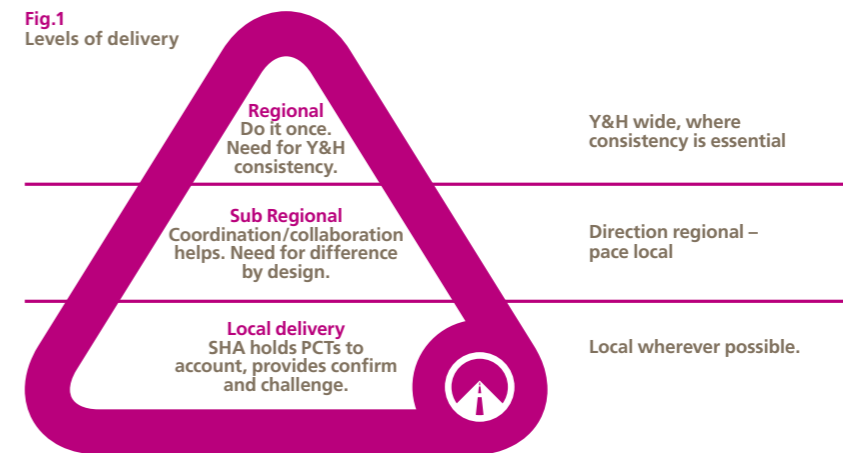 Fig.1
Levels of delivery
Regional
Do it once.
Need for Y&H
consistency.
Y&H wide, where
consistency is essential
Sub Regional
Coordination/collaboration
helps. Need for difference
by design.
Direction regional –
pace local
Local delivery
SHA holds PCTs to
account, provides confirm
and challenge.
Local wherever possible.